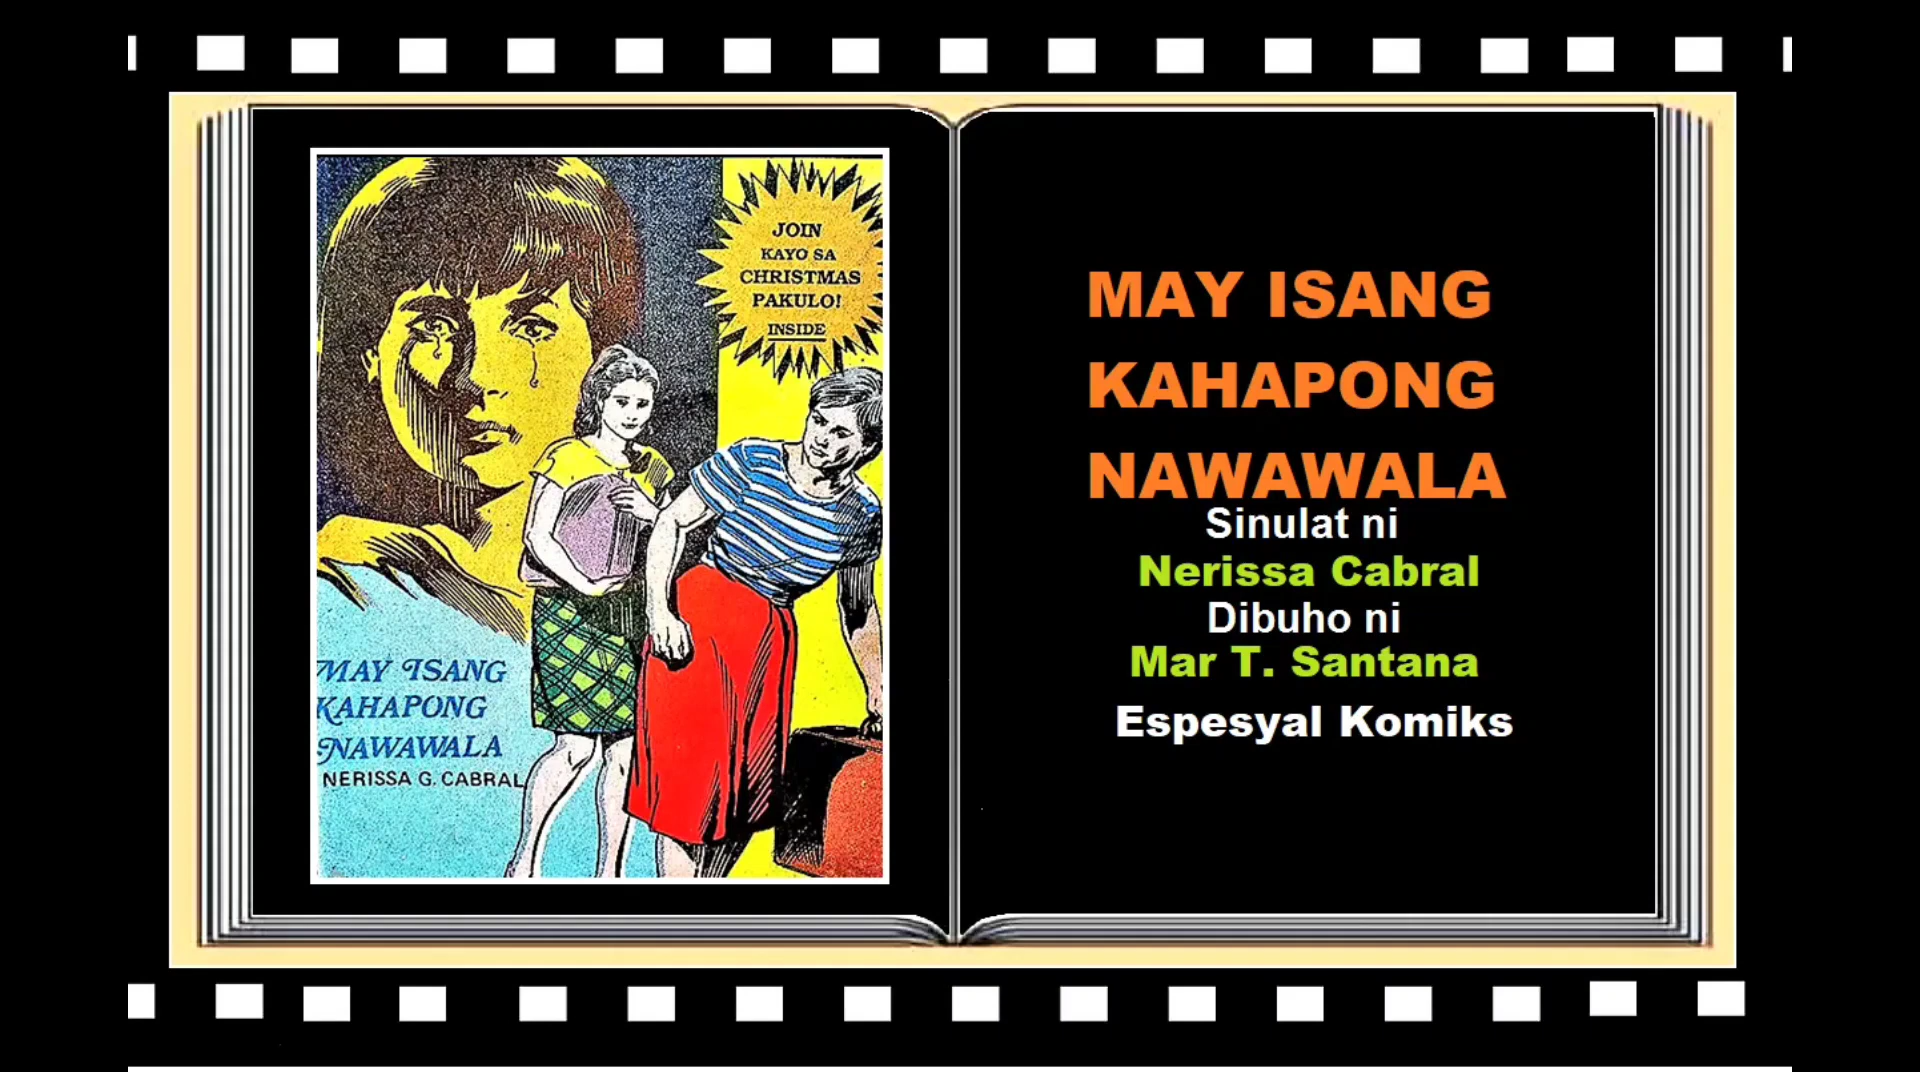 JOIN
KAYO SA
CHRISTMAS
PAKULO!
INSIDE
MAY ISANG
KAHAPONG
NAWAWALA
NERISSA G. CABRAL
MAY ISANG
KAHAPONG
NAWAWALA
Sinulat ni
Nerissa Cabral
Dibuho ni
Mar T. Santana
Espesyal Komiks